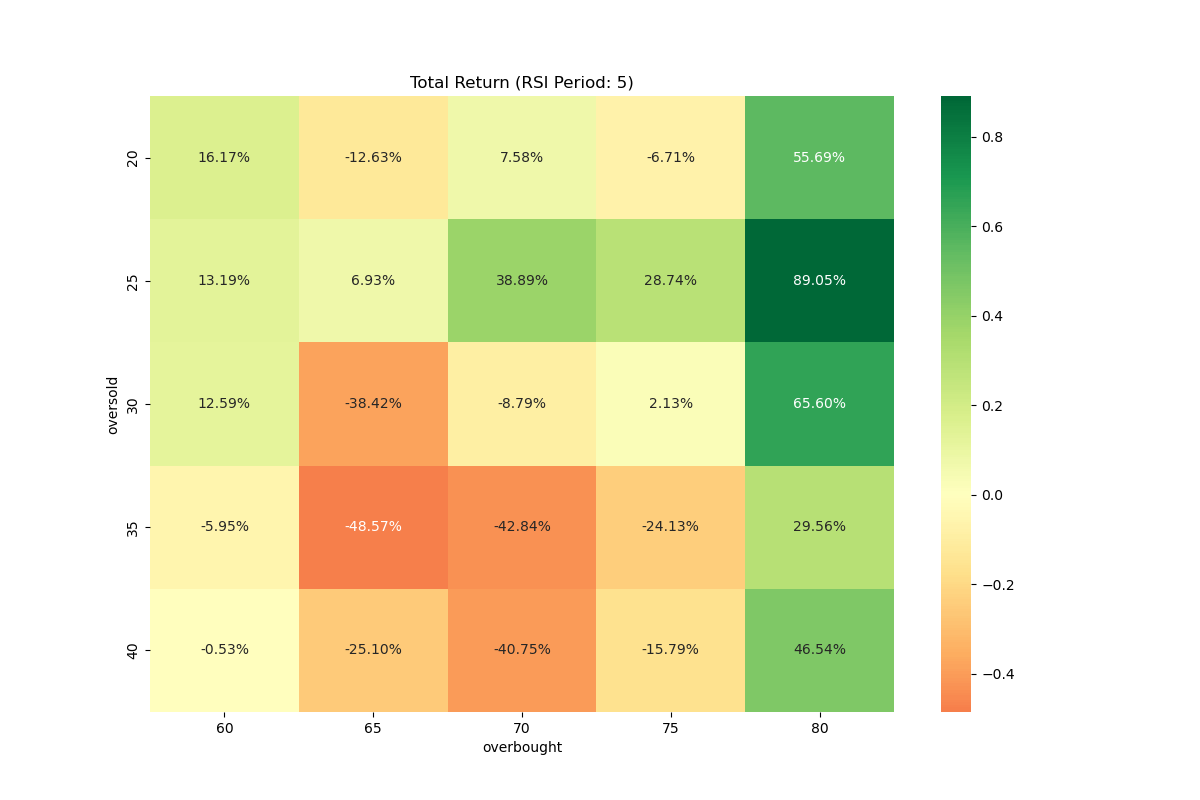 Total Return (RSI Period: 5)
oversold
20 16.17% -12.63% 7.58% -6.71% 55.69%
25 13.19% 6.93% 38.89% 28.74% 89.05%
30 12.59% -38.42% -8.79% 2.13% 65.60%
35 -5.95% -48.57% -42.84% -24.13% 29.56%
40 -0.53% -25.10% -40.75% -15.79% 46.54%
60 65 70 75 80
overbought
0.8
0.6
0.4
0.2
0.0
−0.2
−0.4